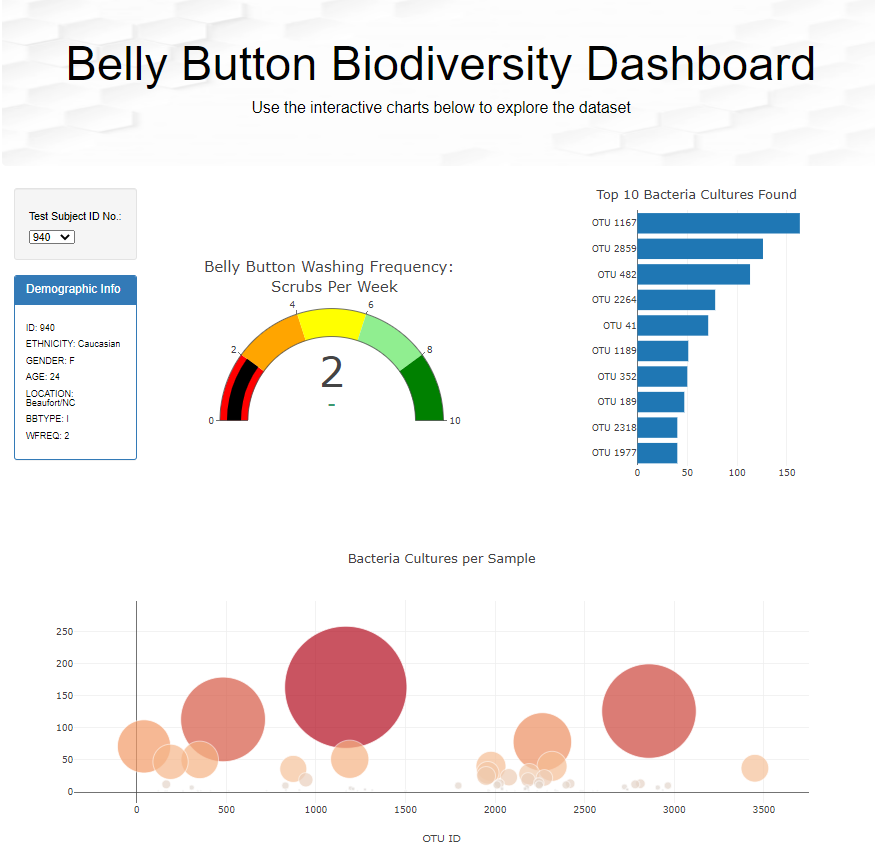 Belly Button Biodiversity Dashboard
Use the interactive charts below to explore the dataset
Test Subject ID No.:
940
Demographic Info
ID: 940
ETHNICITY: Caucasian
GENDER: F
AGE: 24
LOCATION:
Beaufort/NC
BBTYPE: I
WFREQ: 2
Belly Button Washing Frequency:
Scrubs Per Week
0
2
4
6
8
10
2
-
Top 10 Bacteria Cultures Found
OTU 1167
OTU 2859
OTU 482
OTU 2264
OTU 41
OTU 1189
OTU 352
OTU 189
OTU 2318
OTU 1977
0 50 100 150
Bacteria Cultures per Sample
250
200
150
100
50
0
0 500 1000 1500 2000 2500 3000 3500
OTU ID